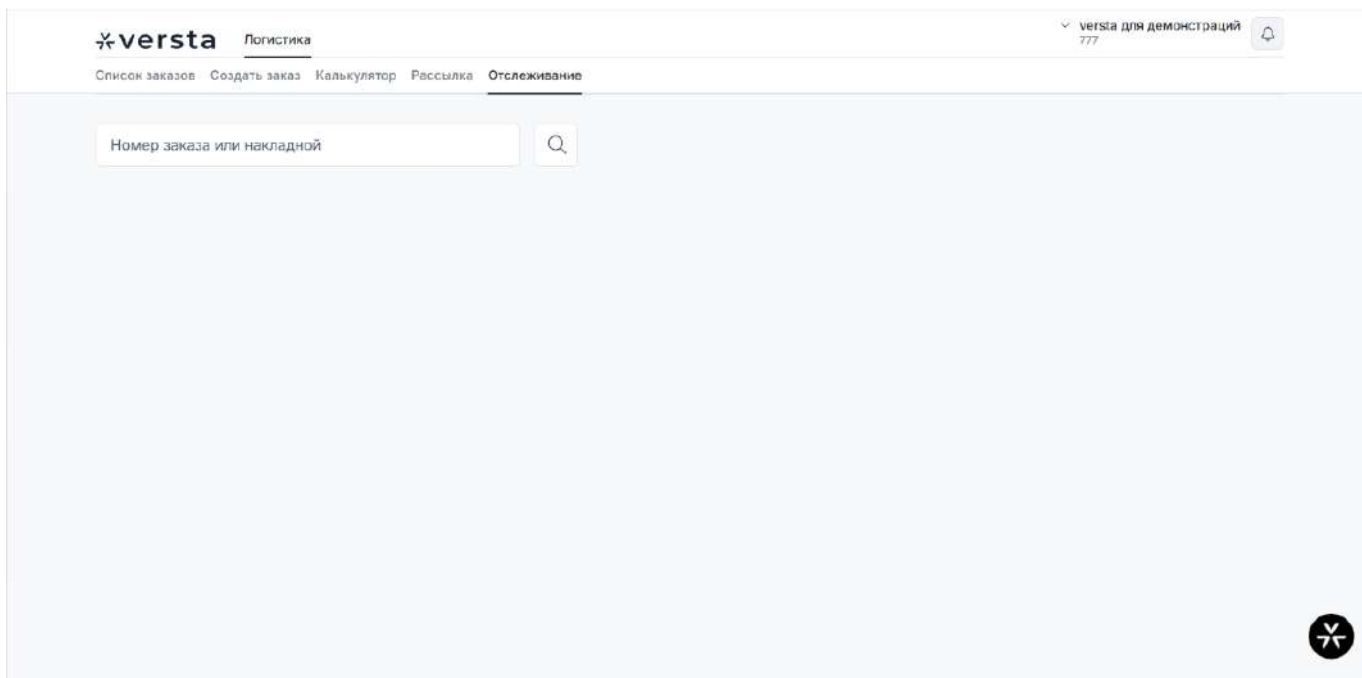 versta Логистика
versta для демонстраций
777
Список заказов Создать заказ Калькулятор Рассылка Отслеживание
Номер заказа или накладной